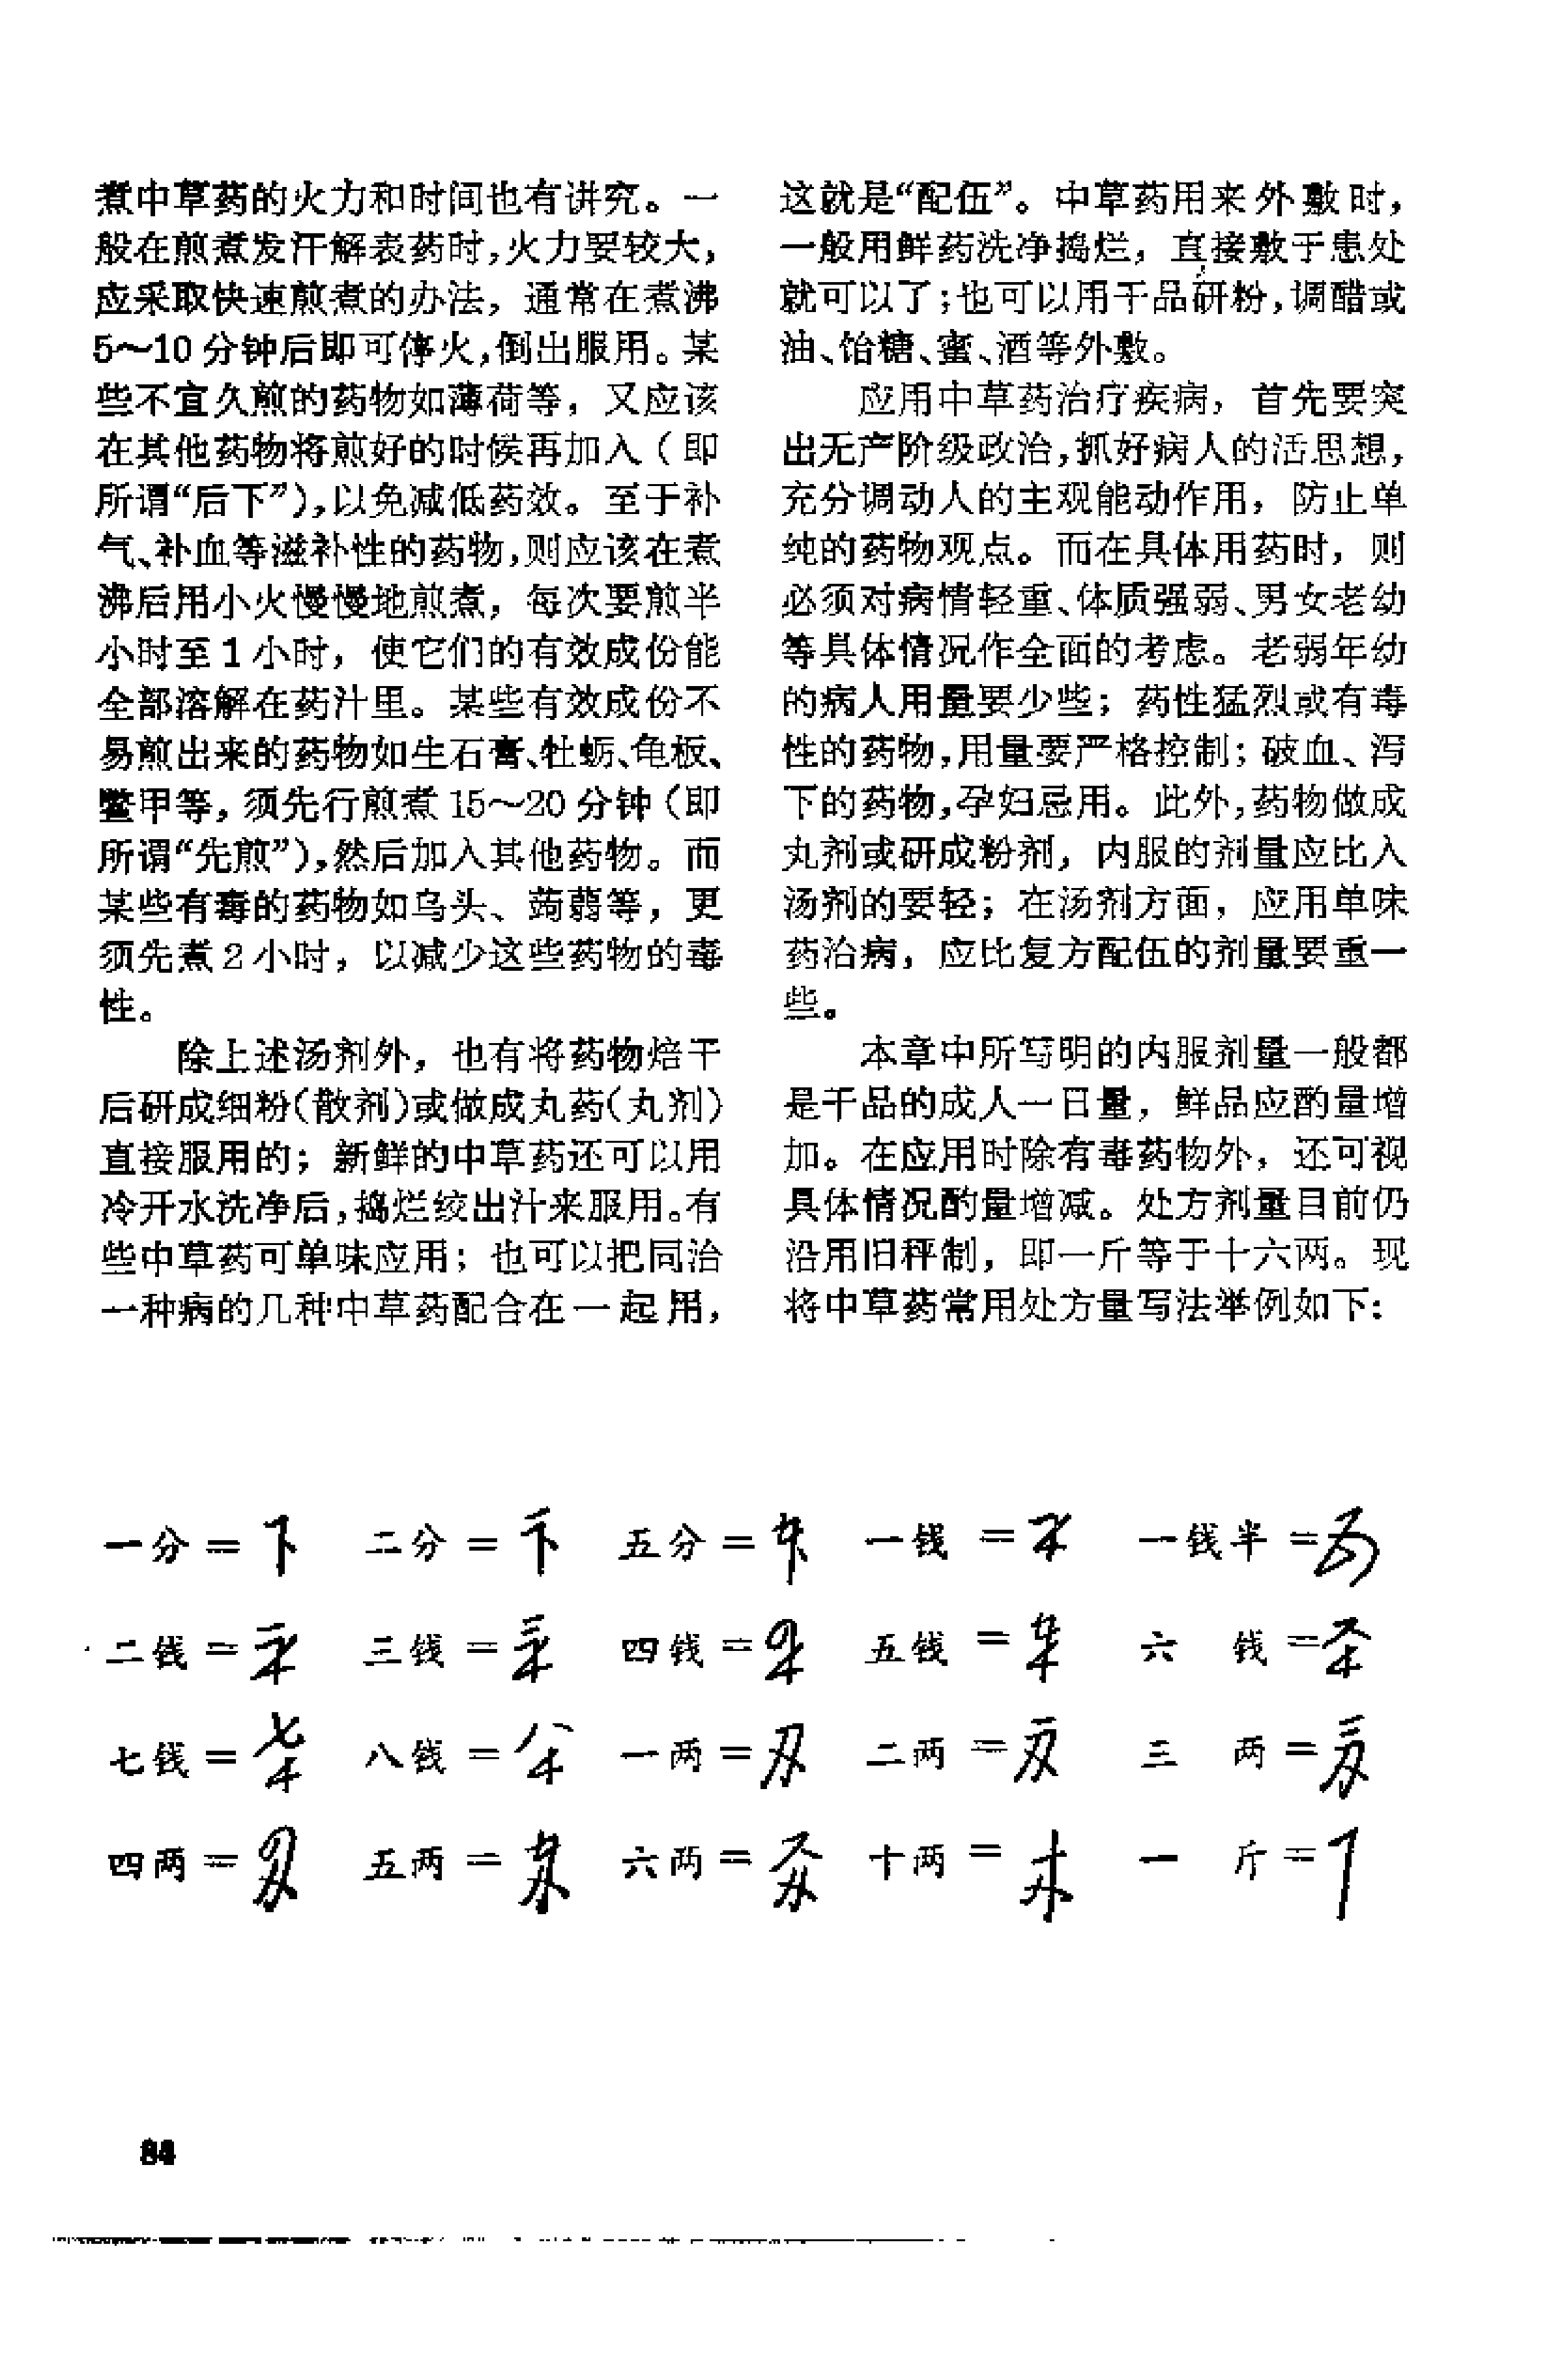 煮中草药的火力和时间也有讲究。一
般在煎煮发汗解表药时,火力要较大,
应采取快速煎煮的办法，通常在煮沸
5～10分钟后即可停火,倒出服用。某
些不宜久煎的药物如薄荷等，又应该
在其他药物将煎好的时候再加入（即
所谓“后下”),以免减低药效。至于补
气、补血等滋补性的药物,则应该在煮
沸后用小火慢慢地煎煮，每次要煎半
小时至1小时，使它们的有效成份能
全部溶解在药汁里。某些有效成份不
易煎出来的药物如生石膏、牡蛎、龟板、
鳖甲等，须先行煎煮15～20分钟（即
所谓“先煎”),然后加入其他药物。而
某些有毒的药物如乌头、蒟蒻等，更
须先煮2小时，以减少这些药物的毒
性。
除上述汤剂外，也有将药物焙干
后研成细粉(散剂)或做成丸药(丸剂)
直接服用的；新鲜的中草药还可以用
冷开水洗净后,捣烂绞出汁来服用。有
些中草药可单味应用；也可以把同治
一种病的几种中草药配合在一起用，
这就是“配伍”。中草药用来外敷时，
一般用鲜药洗净捣烂，直接敷于患处
就可以了;也可以用干品研粉,调醋或
油、饴糖、蜜、酒等外敷。
应用中草药治疗疾病，首先要突
出无产阶级政治,抓好病人的活思想，
充分调动人的主观能动作用，防止单
纯的药物观点。而在具体用药时，则
必须对病情轻重、体质强弱、男女老幼
等具体情况作全面的考虑。老弱年幼
的病人用量要少些；药性猛烈或有毒
性的药物,用量要严格控制；破血、泻
下的药物,孕妇忌用。此外,药物做成
丸剂或研成粉剂，内服的剂量应比入
汤剂的要轻；在汤剂方面，应用单味
药治病，应比复方配伍的剂量要重一
些。
本章中所写明的内服剂量一般都
是干品的成人一日量，鲜品应酌量增
加。在应用时除有毒药物外，还可视
具体情况酌量增减。处方剂量目前仍
沿用旧秤制，即一斤等于十六两。现
将中草药常用处方量写法举例如下：
一分= 二分= 五分= 一钱= 一钱半=
二钱= 三钱= 四钱= 五钱= 六 钱=
七钱= 八钱= 一两= 二两= 三 两=
四两= 五两= 六两= 十两= 一 斤=
84